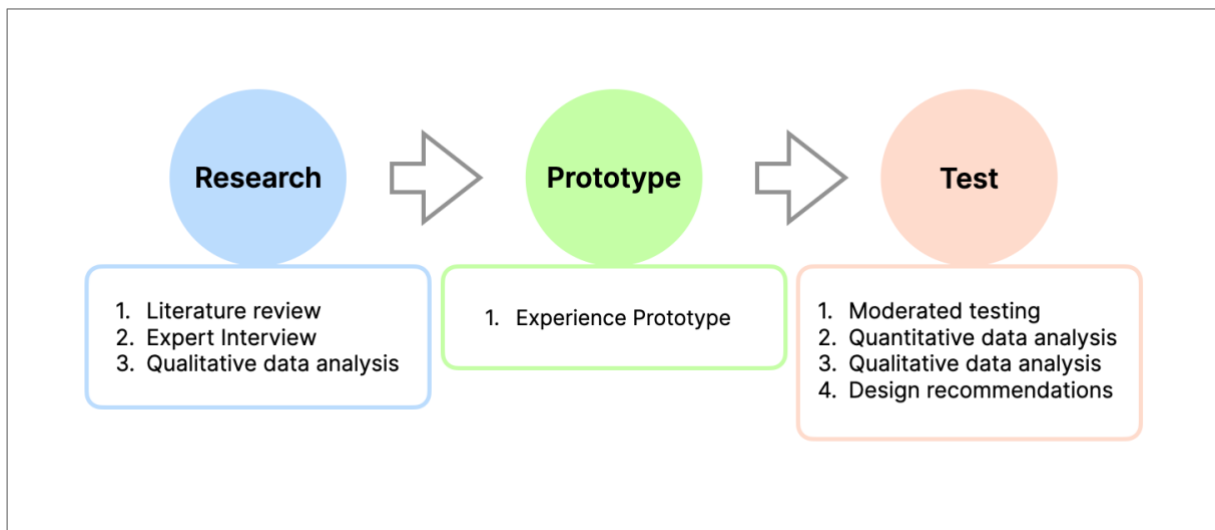 Research
Prototype
Test
1. Literature review
2. Expert Interview
3. Qualitative data analysis
1. Experience Prototype
1. Moderated testing
2. Quantitative data analysis
3. Qualitative data analysis
4. Design recommendations